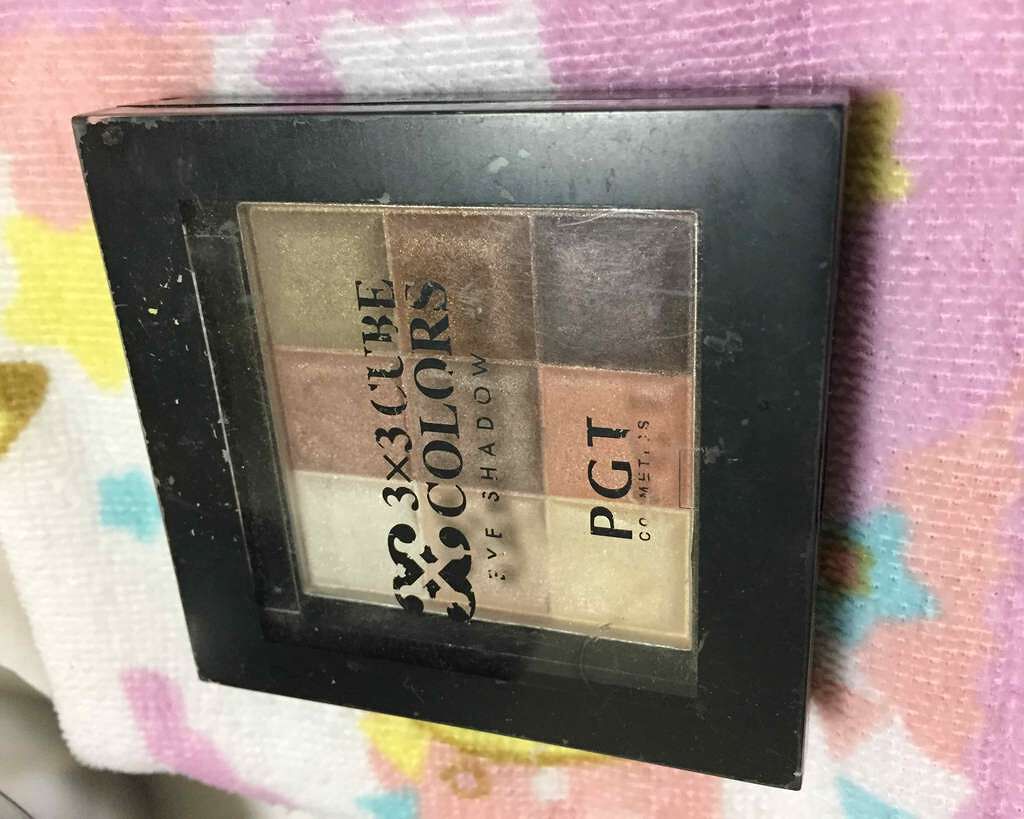 3×3CUBE
COLORS
EYE SHADOW
PGT
COSMETICS